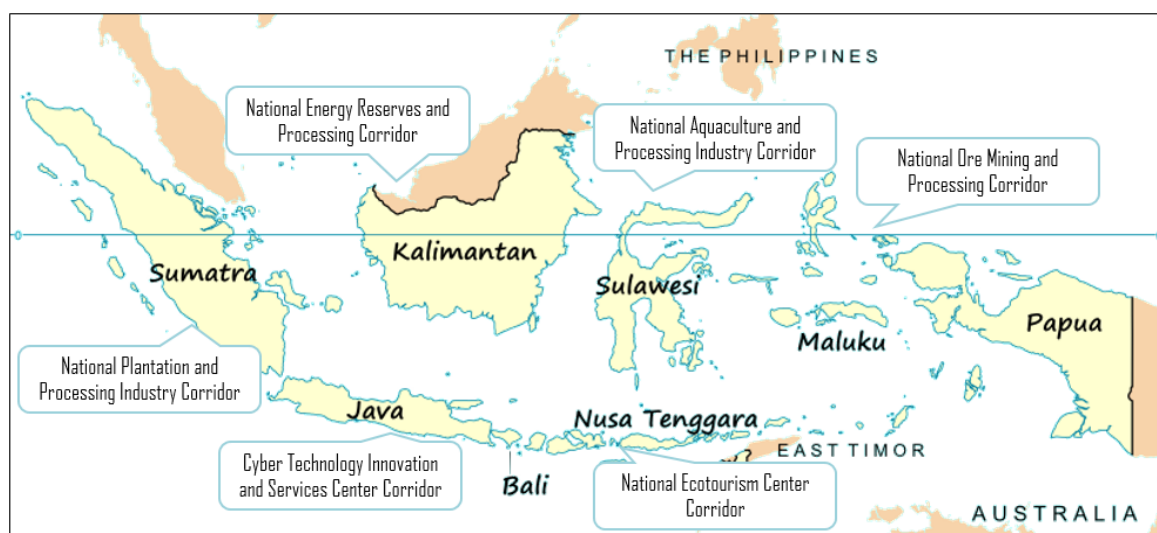 THE PHILIPPINES
National Energy Reserves and
Processing Corridor
National Aquaculture and
Processing Industry Corridor
National Ore Mining and
Processing Corridor
0
Kalimantan
Sumatra
Sulawesi
Papua
Maluku
National Plantation and
Processing Industry Corridor
Java
Nusa Tenggara
EAST TIMOR
Cyber Technology Innovation
and Services Center Corridor
Bali
National Ecotourism Center
Corridor
AUSTRALIA